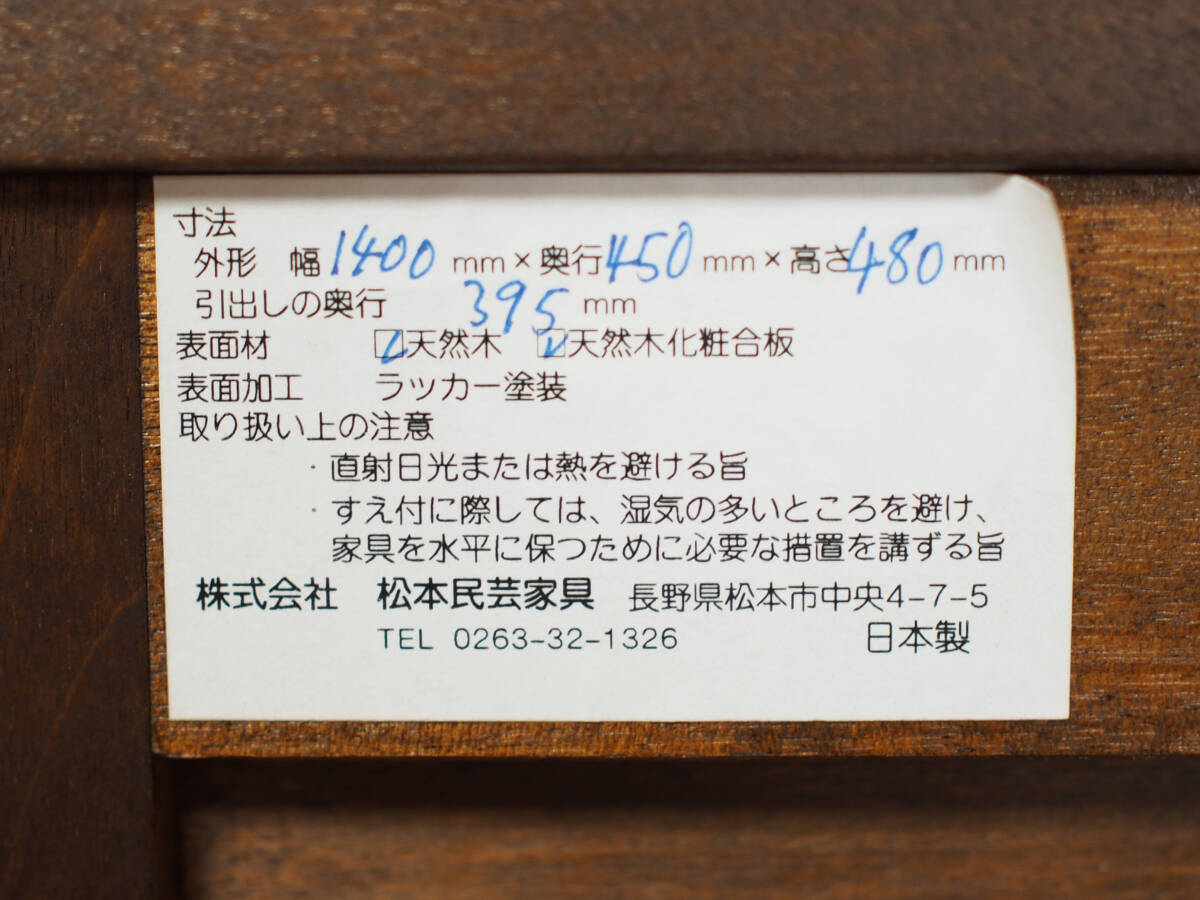 寸法
外形 幅1400mm×奥行450mm×高さ480mm
引出しの奥行 395mm
表面材 ☑天然木 ☑天然木化粧合板
表面加工 ラッカー塗装
取り扱い上の注意
・直射日光または熱を避ける旨
・すえ付に際しては、湿気の多いところを避け、
家具を水平に保つために必要な措置を講ずる旨
株式会社 松本民芸家具 長野県松本市中央4-7-5
TEL 0263-32-1326 日本製